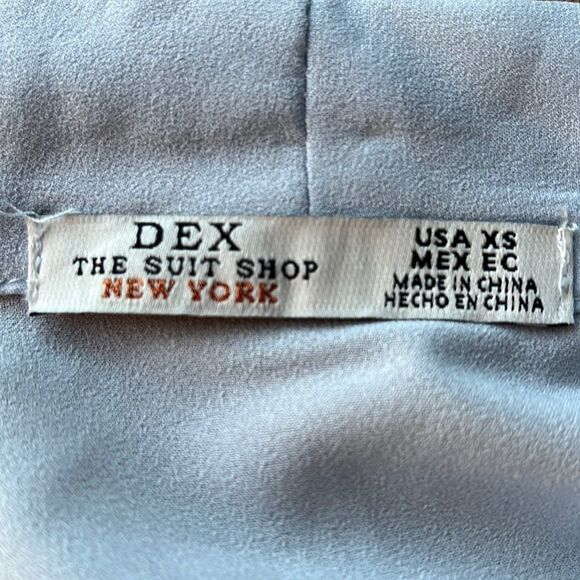 DEX
THE SUIT SHOP
NEW YORK
USA XS
MEX EC
MADE IN CHINA
HECHO EN CHINA